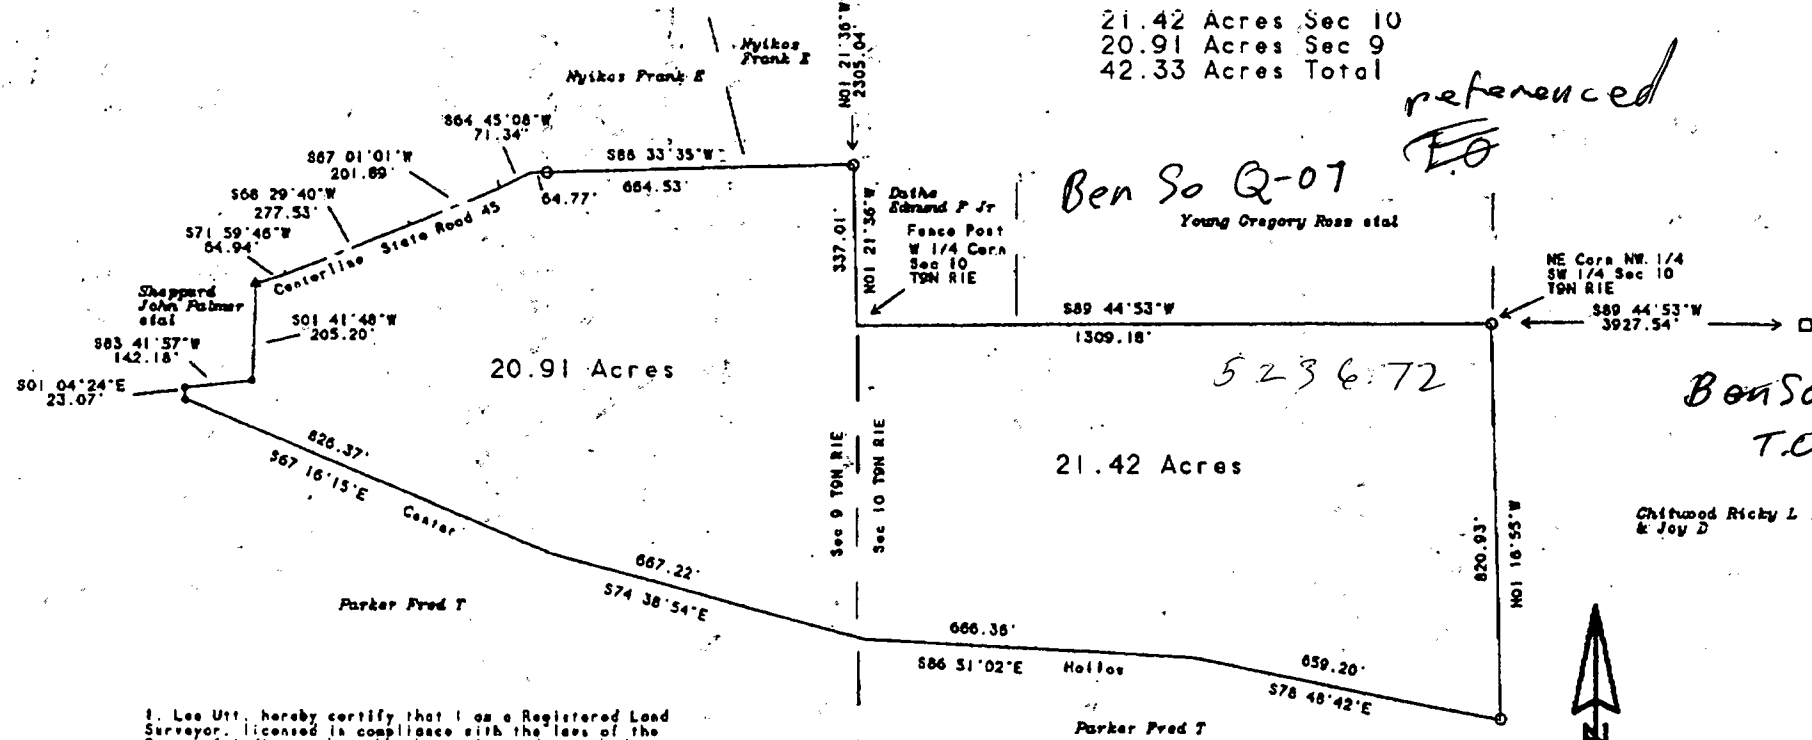 21.42 Acres Sec 10
20.91 Acres Sec 9
42.33 Acres Total
referenced
Ben So Q-07
Young Gregory Ross etal
N01 21'36"W
2305.04'
Nyikos
Frank E
Nyikos Frank E
S64 45'08"W
71.34'
S67 01'01"W
201.89'
S68 29'40"W
277.53'
S71 59'46"W
64.94'
Centerline State Road 45
64.77'
S88 33'35"W
664.53'
337.01'
N01 21'36"W
Dathe
Edmund P Jr
Fence Post
W 1/4 Corn
Sec 10
T9N R1E
NE Corn NW 1/4
SW 1/4 Sec 10
T9N R1E
S89 44'53"W
3927.54'
S89 44'53"W
1309.18'
5236.72
Sheppard
John Palmer
etal
S01 41'48"W
205.20'
S83 41'57"W
142.18'
S01 04'24"E
23.07'
20.91 Acres
21.42 Acres
Sec 9 T9N R1E
Sec 10 T9N R1E
BenSo
T.O
Chitwood Ricky L
& Joy D
820.93'
N01 16'55"W
826.37'
S67 16'15"E
Center
667.22'
S74 38'54"E
Parker Fred T
666.36'
S86 51'02"E
Hollow
659.20'
S78 48'42"E
Parker Fred T
N
I, Lee Utt, hereby certify that I am a Registered Land
Surveyor, licensed in compliance with the laws of the